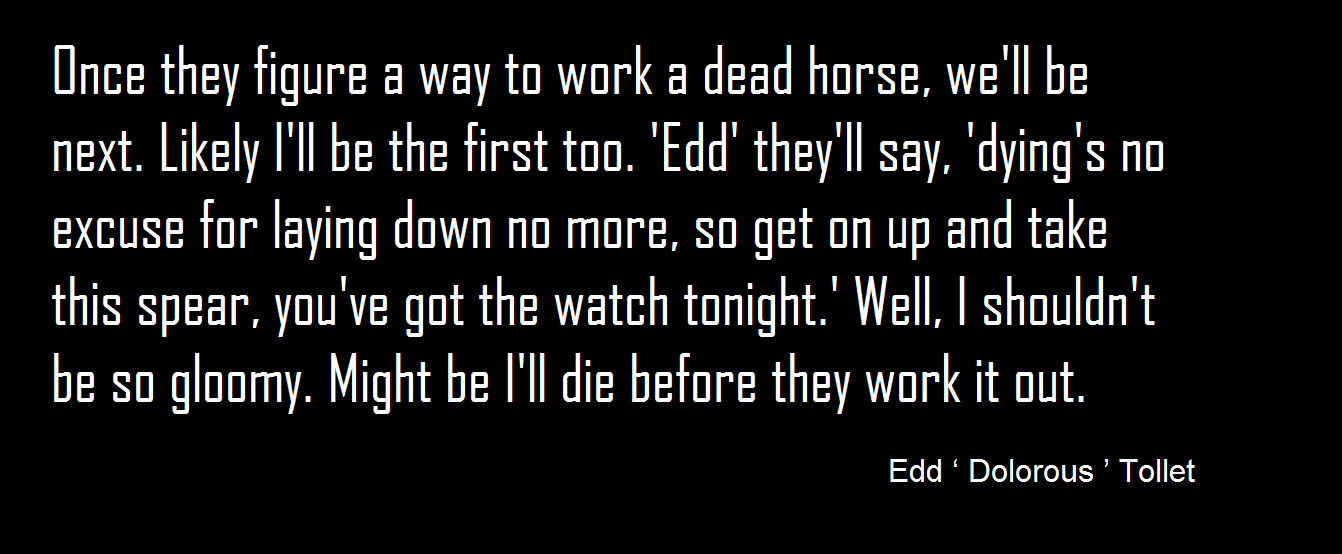 Once they figure a way to work a dead horse, we'll be
next. Likely I'll be the first too. 'Edd' they'll say, 'dying's no
excuse for laying down no more, so get on up and take
this spear, you've got the watch tonight.' Well, I shouldn't
be so gloomy. Might be I'll die before they work it out.
Edd ‘ Dolorous ’ Tollet